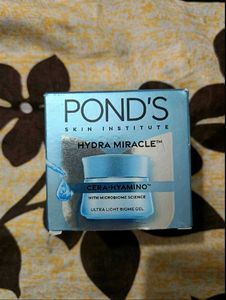 POND'S
SKIN INSTITUTE
HYDRA MIRACLE™
CERA-HYAMINO™
WITH MICROBIOME SCIENCE
ULTRA LIGHT BIOME GEL